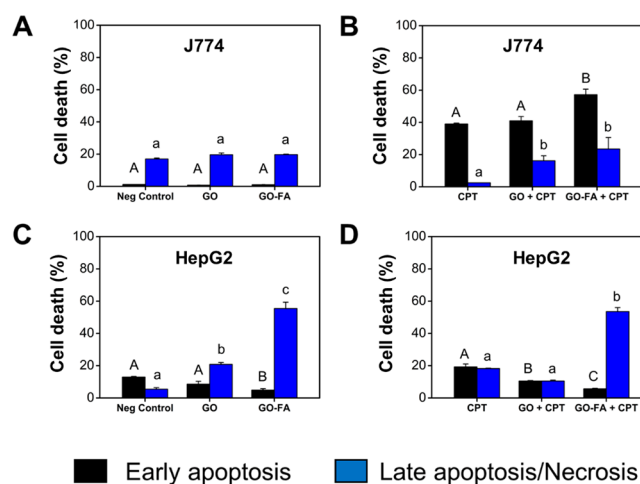 A
J774
Cell death (%)
100
80
60
40
20
0
A a A a A a
Neg Control GO GO-FA
B
J774
Cell death (%)
100
80
60
40
20
0
A a A b B b
CPT GO + CPT GO-FA + CPT
C
HepG2
Cell death (%)
100
80
60
40
20
0
A a A b B c
Neg Control GO GO-FA
D
HepG2
Cell death (%)
100
80
60
40
20
0
A a B a C b
CPT GO + CPT GO-FA + CPT
Early apoptosis Late apoptosis/Necrosis